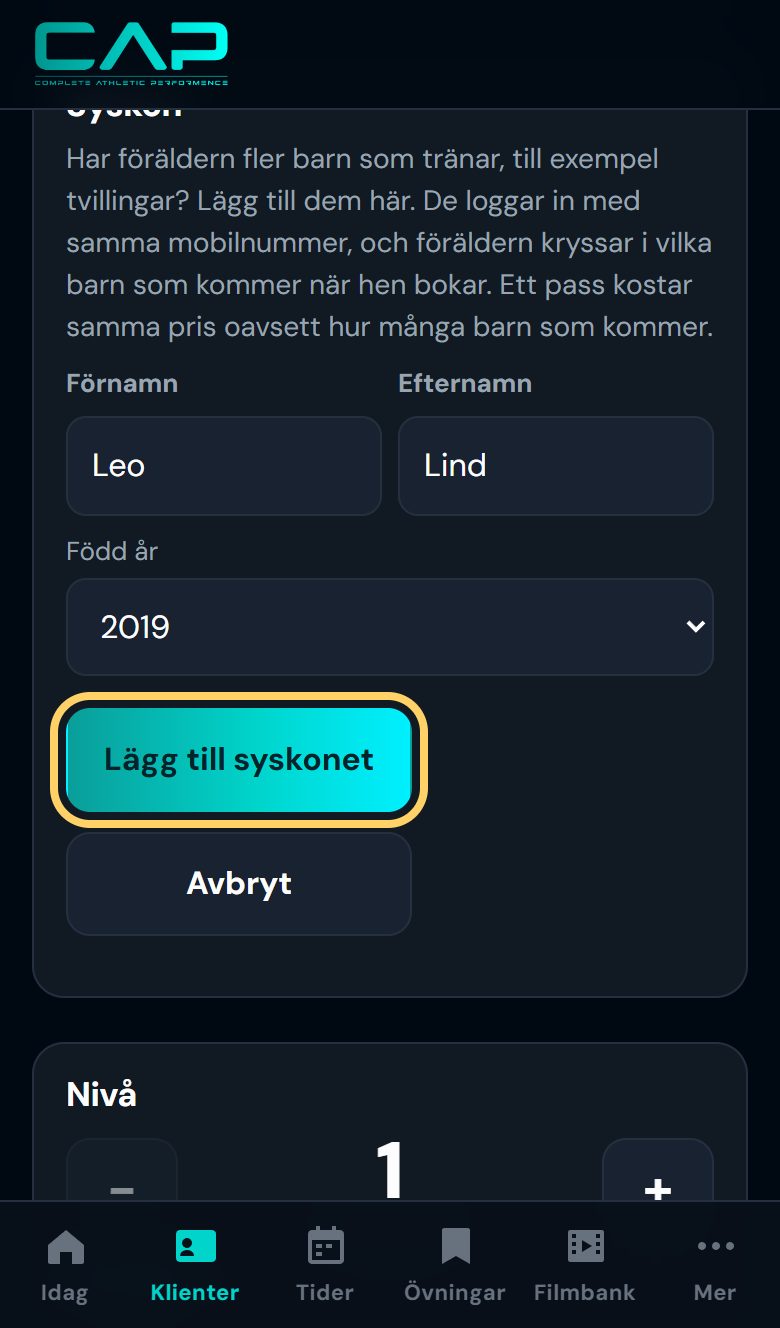 CAP
COMPLETE ATHLETIC PERFORMENCE
Syskon
Har föräldern fler barn som tränar, till exempel
tvillingar? Lägg till dem här. De loggar in med
samma mobilnummer, och föräldern kryssar i vilka
barn som kommer när hen bokar. Ett pass kostar
samma pris oavsett hur många barn som kommer.
Förnamn Efternamn
Leo Lind
Född år
2019
Lägg till syskonet
Avbryt
Nivå
− 1 +
Idag Klienter Tider Övningar Filmbank Mer